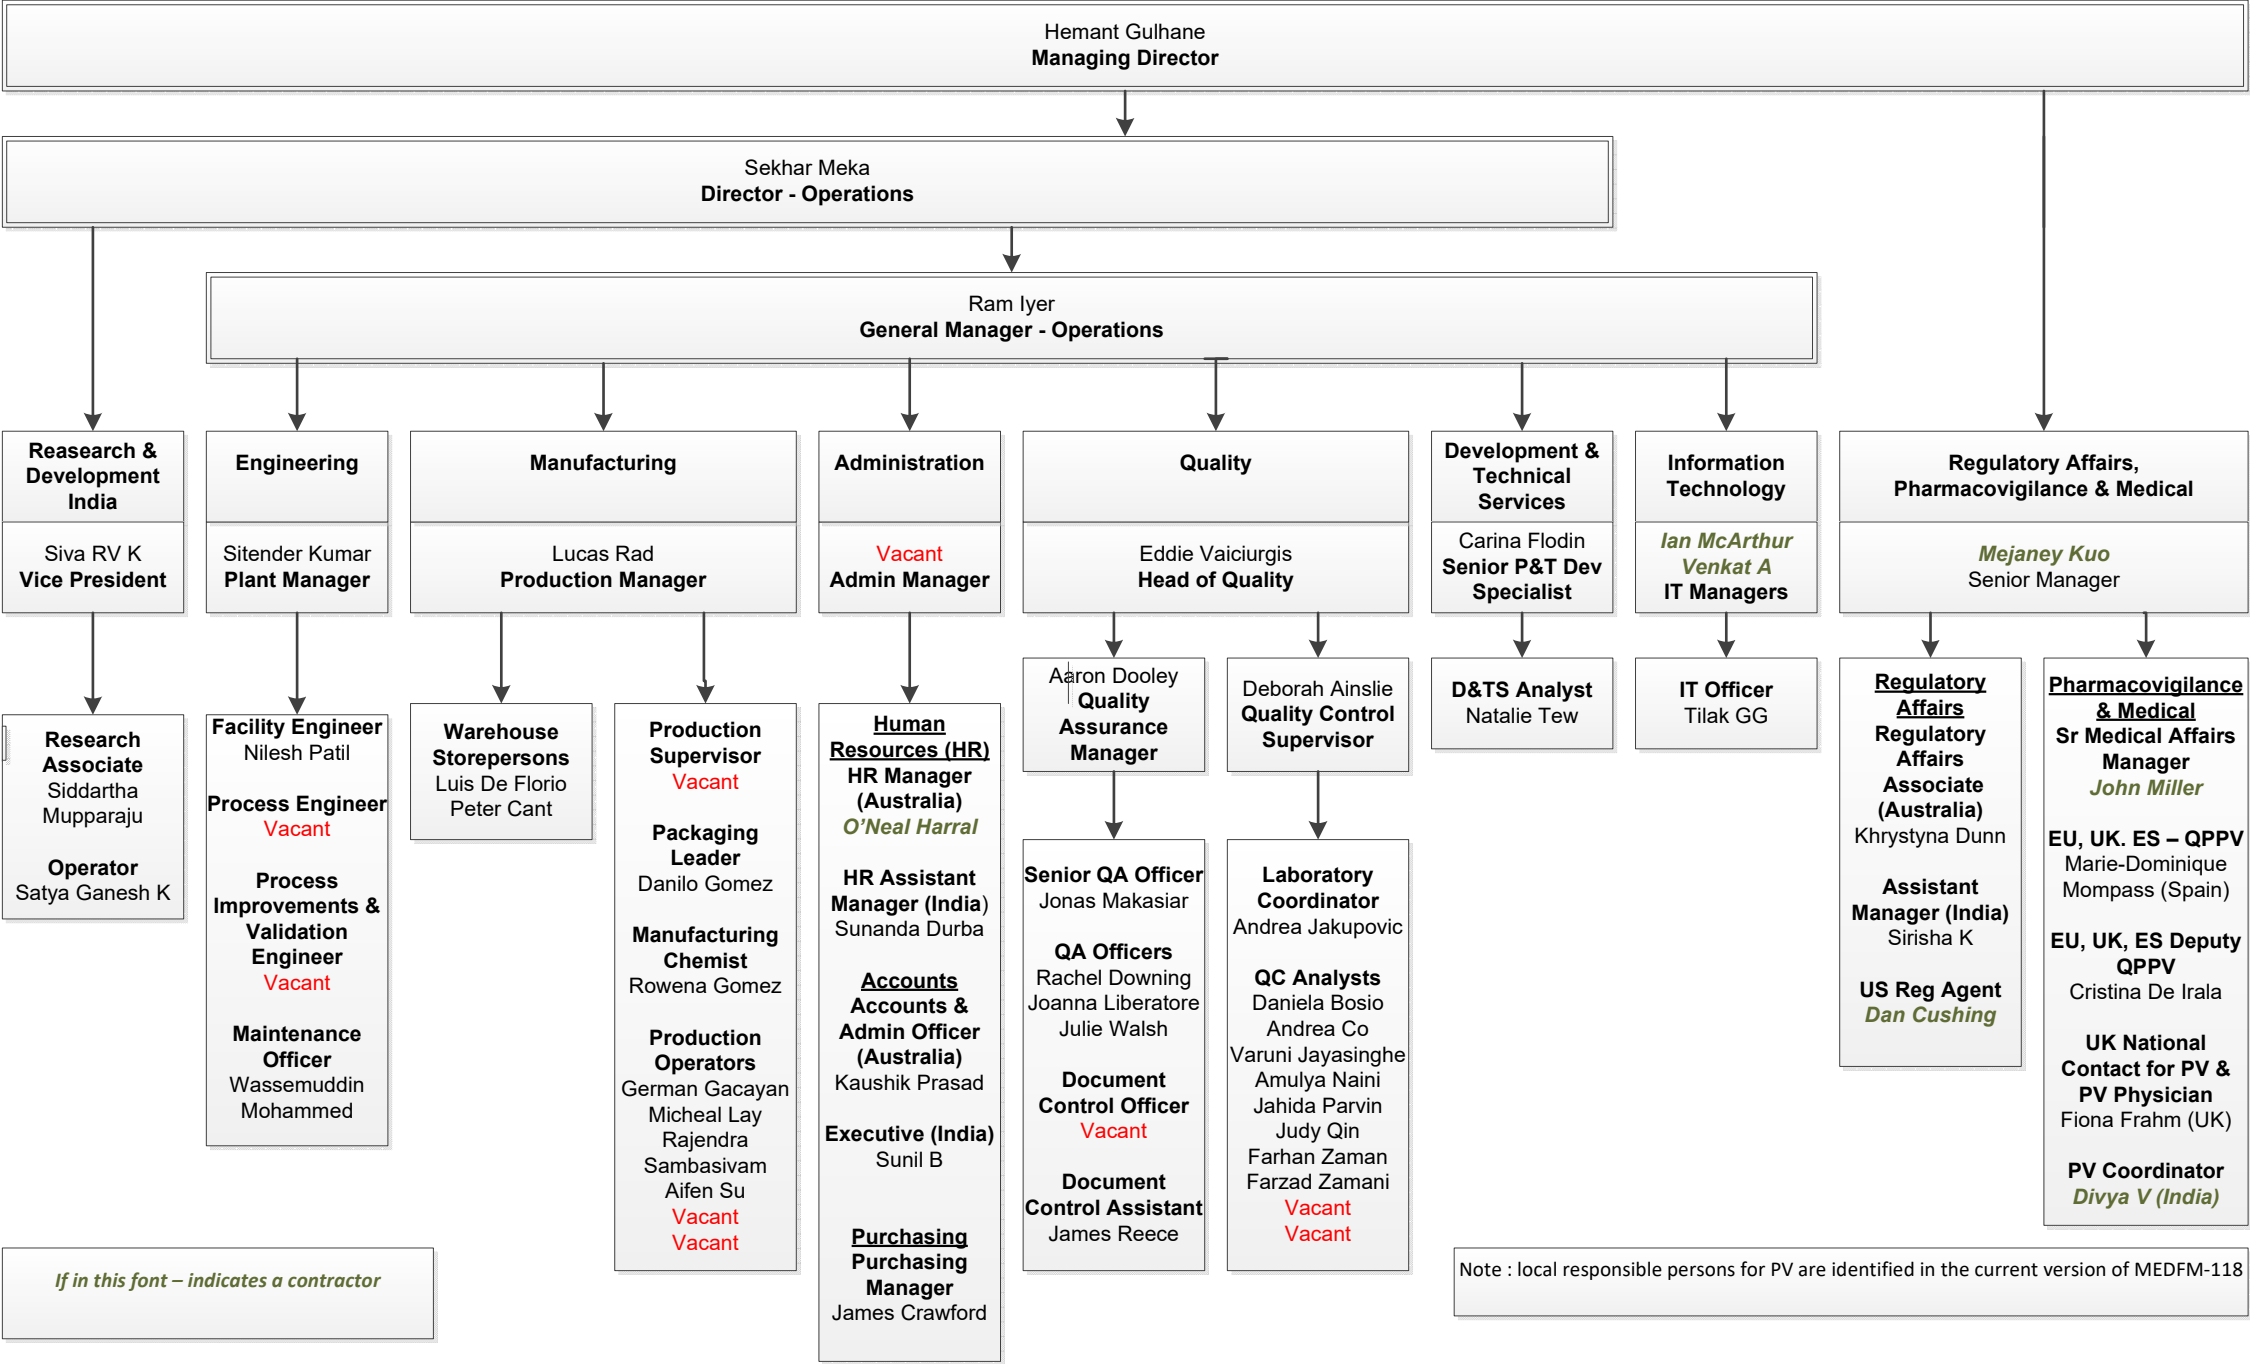 Hemant Gulhane
Managing Director
Sekhar Meka
Director - Operations
Ram Iyer
General Manager - Operations
Reasearch &
Development
India
Siva RV K
Vice President
Research
Associate
Siddartha
Mupparaju
Operator
Satya Ganesh K
Engineering
Sitender Kumar
Plant Manager
Facility Engineer
Nilesh Patil
Process Engineer
Vacant
Process
Improvements &
Validation
Engineer
Vacant
Maintenance
Officer
Wassemuddin
Mohammed
Manufacturing
Lucas Rad
Production Manager
Warehouse
Storepersons
Luis De Florio
Peter Cant
Production
Supervisor
Vacant
Packaging
Leader
Danilo Gomez
Manufacturing
Chemist
Rowena Gomez
Production
Operators
German Gacayan
Micheal Lay
Rajendra
Sambasivam
Aifen Su
Vacant
Vacant
Administration
Vacant
Admin Manager
Human
Resources (HR)
HR Manager
(Australia)
O'Neal Harral
HR Assistant
Manager (India)
Sunanda Durba
Accounts
Accounts &
Admin Officer
(Australia)
Kaushik Prasad
Executive (India)
Sunil B
Purchasing
Purchasing
Manager
James Crawford
Quality
Eddie Vaiciurgis
Head of Quality
Aaron Dooley
Quality
Assurance
Manager
Senior QA Officer
Jonas Makasiar
QA Officers
Rachel Downing
Joanna Liberatore
Julie Walsh
Document
Control Officer
Vacant
Document
Control Assistant
James Reece
Deborah Ainslie
Quality Control
Supervisor
Laboratory
Coordinator
Andrea Jakupovic
QC Analysts
Daniela Bosio
Andrea Co
Varuni Jayasinghe
Amulya Naini
Jahida Parvin
Judy Qin
Farhan Zaman
Farzad Zamani
Vacant
Vacant
Development &
Technical
Services
Carina Flodin
Senior P&T Dev
Specialist
D&TS Analyst
Natalie Tew
Information
Technology
Ian McArthur
Venkat A
IT Managers
IT Officer
Tilak GG
Regulatory Affairs,
Pharmacovigilance & Medical
Mejaney Kuo
Senior Manager
Regulatory
Affairs
Regulatory
Affairs
Associate
(Australia)
Khrystyna Dunn
Assistant
Manager (India)
Sirisha K
US Reg Agent
Dan Cushing
Pharmacovigilance
& Medical
Sr Medical Affairs
Manager
John Miller
EU, UK. ES – QPPV
Marie-Dominique
Mompass (Spain)
EU, UK, ES Deputy
QPPV
Cristina De Irala
UK National
Contact for PV &
PV Physician
Fiona Frahm (UK)
PV Coordinator
Divya V (India)
If in this font – indicates a contractor
Note : local responsible persons for PV are identified in the current version of MEDFM-118